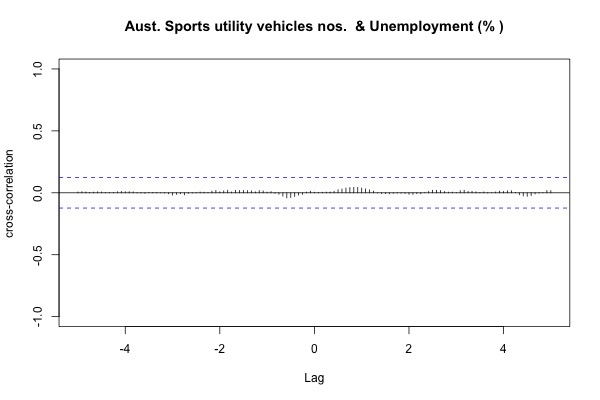 Aust. Sports utility vehicles nos.  & Unemployment (% )
cross-correlation
1.0
0.5
0.0
-0.5
-1.0
-4 -2 0 2 4
Lag